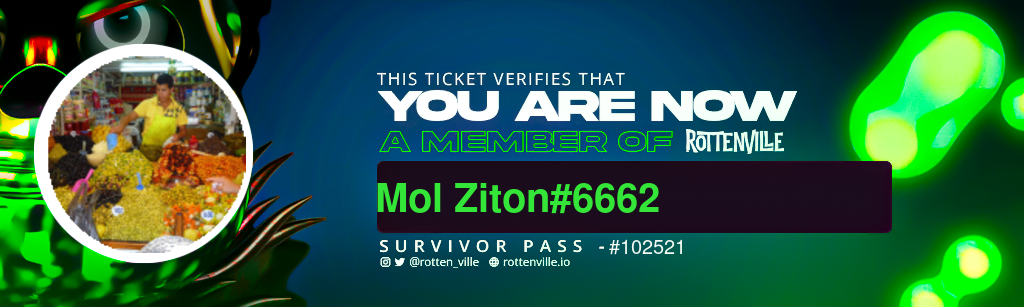 THIS TICKET VERIFIES THAT
YOU ARE NOW
A MEMBER OF ROTTENVILLE
Mol Ziton#6662
SURVIVOR PASS - #102521
@rotten_ville rottenville.io